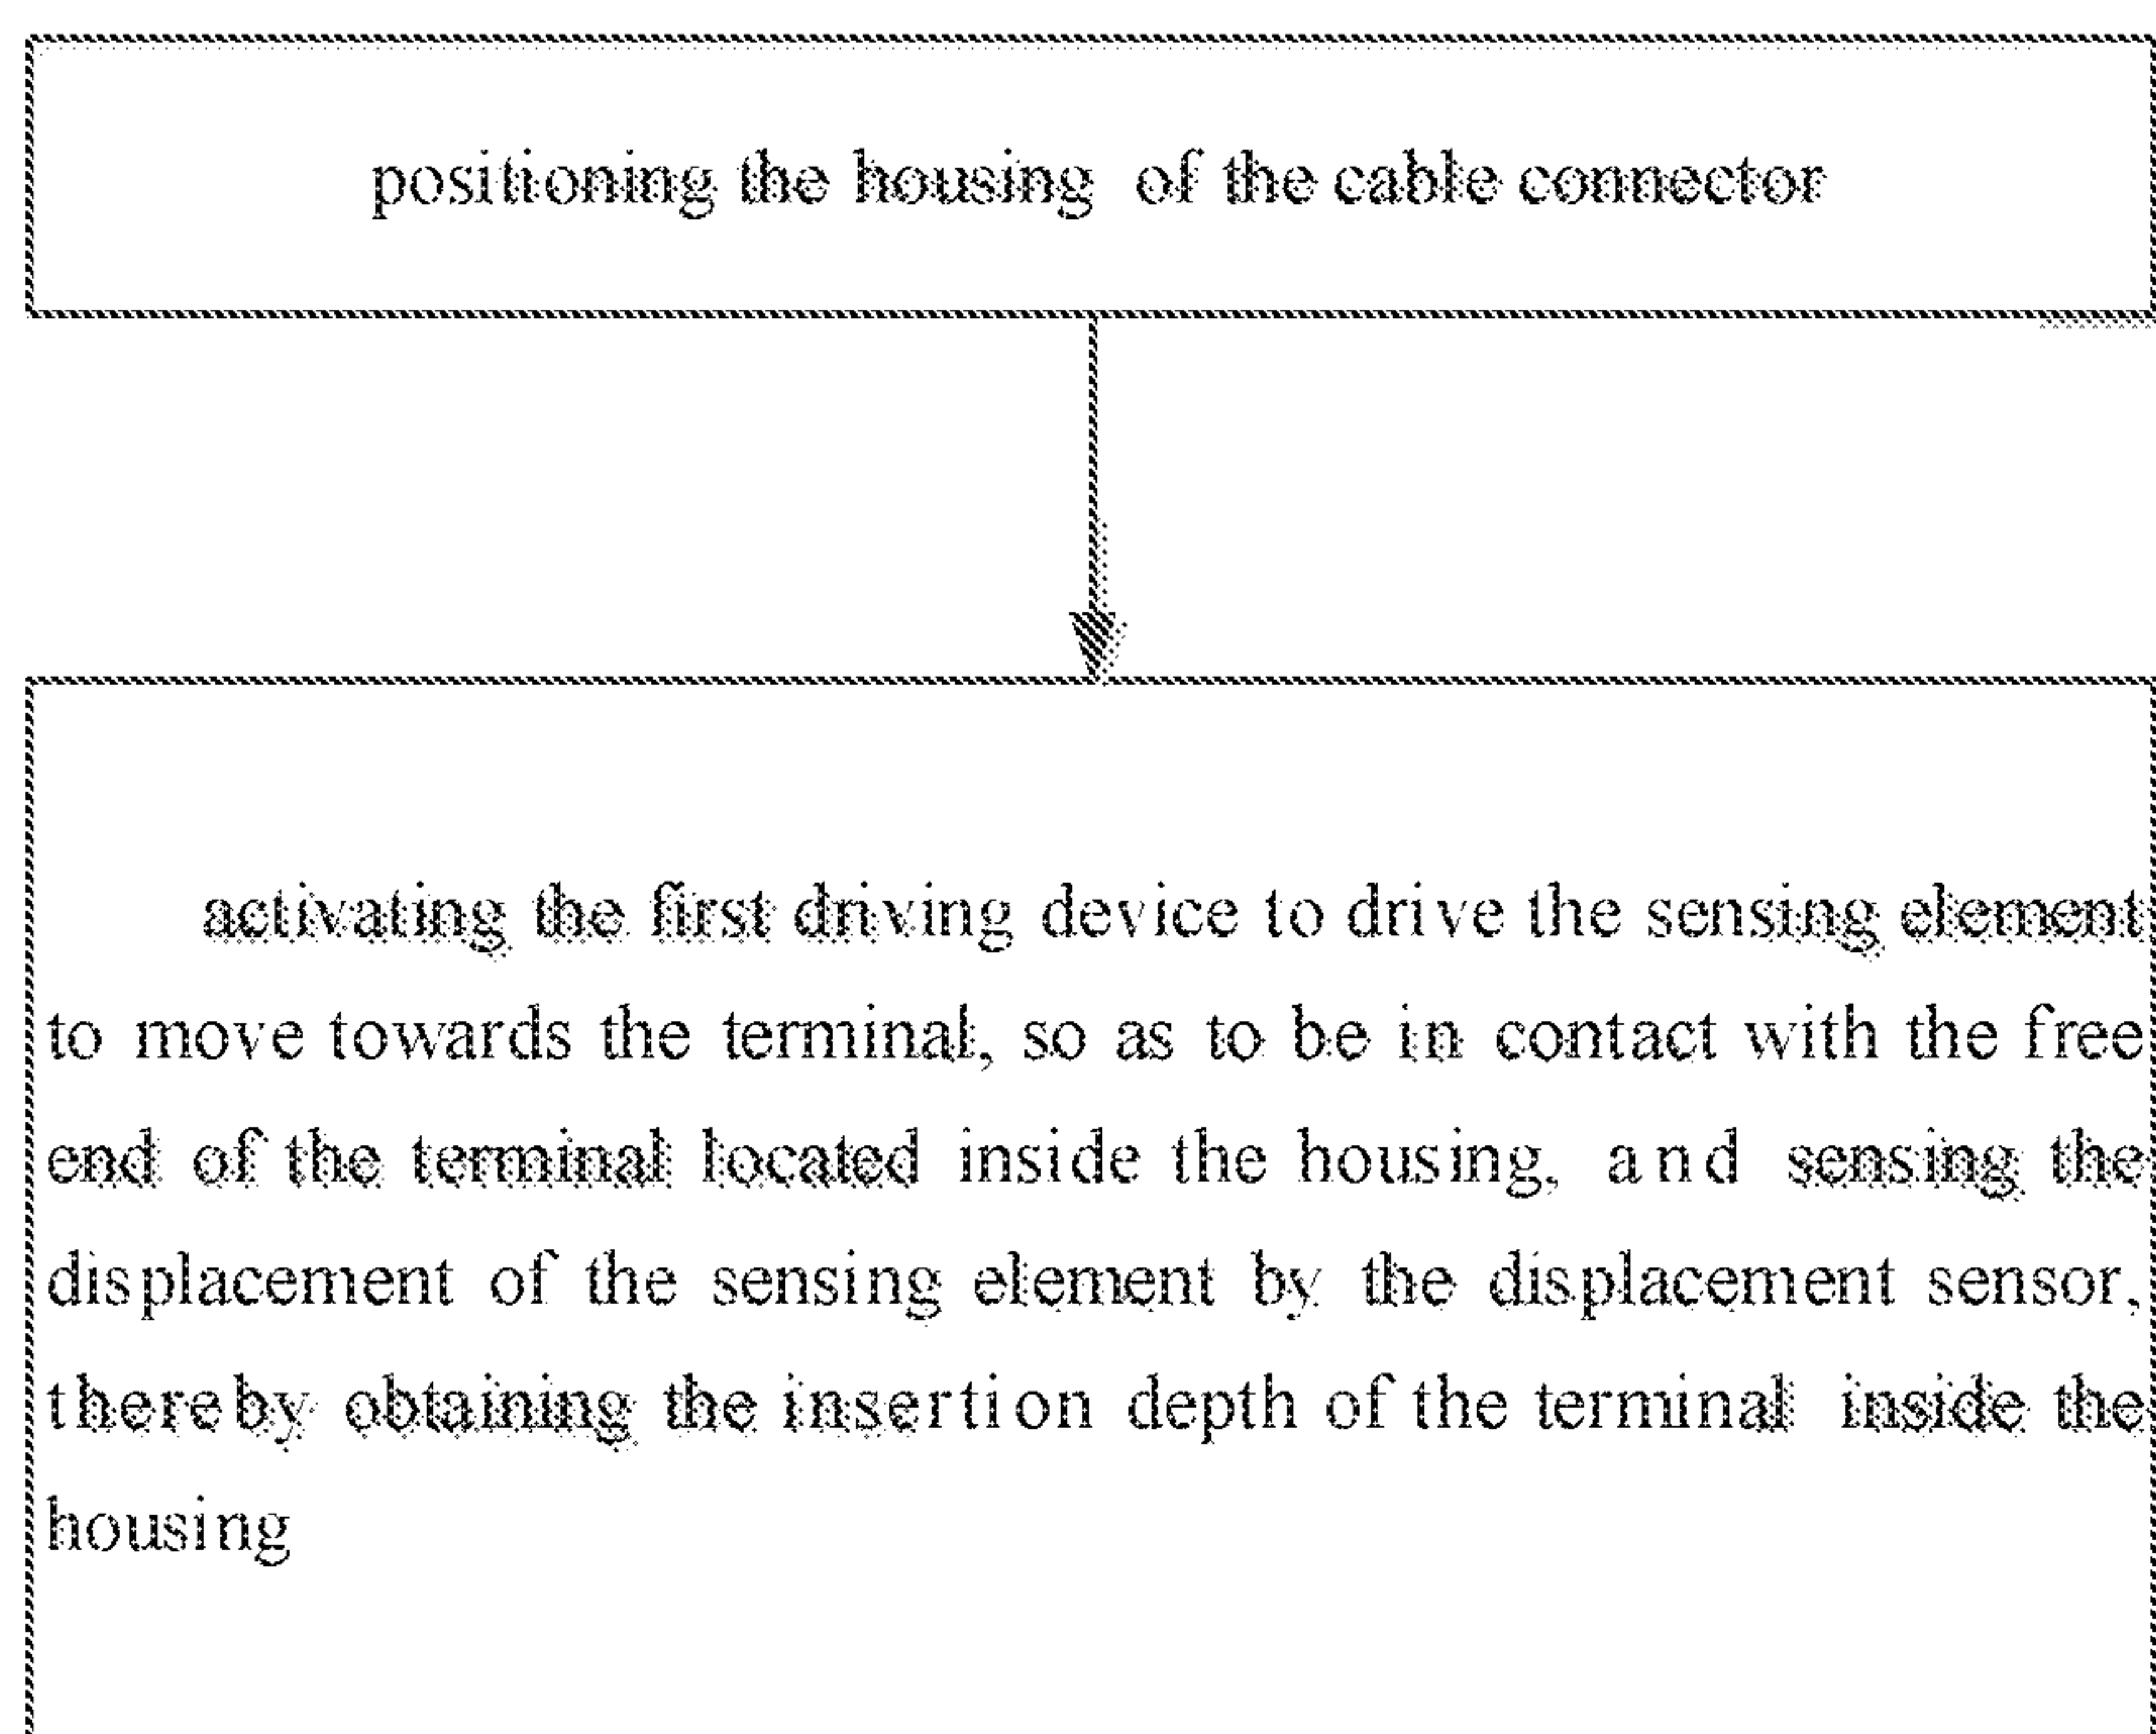 positioning the housing of the cable connector
activating the first driving device to drive the sensing element
to move towards the terminal, so as to be in contact with the free
end of the terminal located inside the housing, and sensing the
displacement of the sensing element by the displacement sensor,
thereby obtaining the insertion depth of the terminal inside the
housing